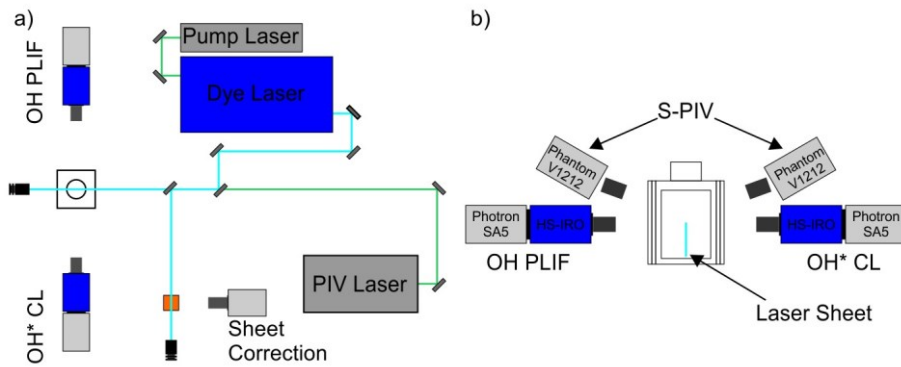 a)
OH PLIF
Pump Laser
Dye Laser
PIV Laser
OH* CL
Sheet
Correction
b)
S-PIV
Phantom
V1212
Phantom
V1212
Photron
SA5
HS-IRO
HS-IRO
Photron
SA5
OH PLIF
OH* CL
Laser Sheet